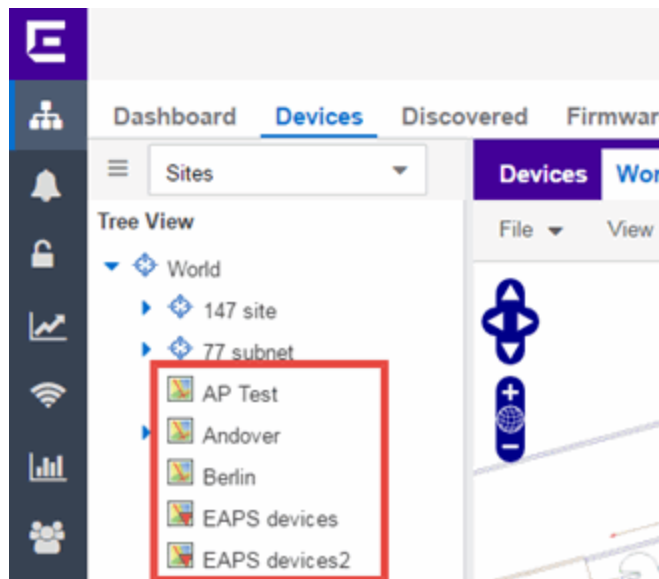 Dashboard Devices Discovered Firmwar
Sites
Devices Wor
Tree View
File View
World
147 site
77 subnet
AP Test
Andover
Berlin
EAPS devices
EAPS devices2